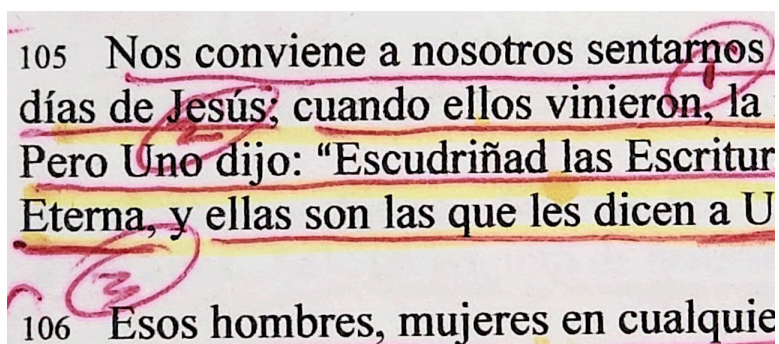 105 Nos conviene a nosotros sentarnos
días de Jesús; cuando ellos vinieron, la
Pero Uno dijo: “Escudriñad las Escritur
Eterna, y ellas son las que les dicen a U
106 Esos hombres, mujeres en cualquie